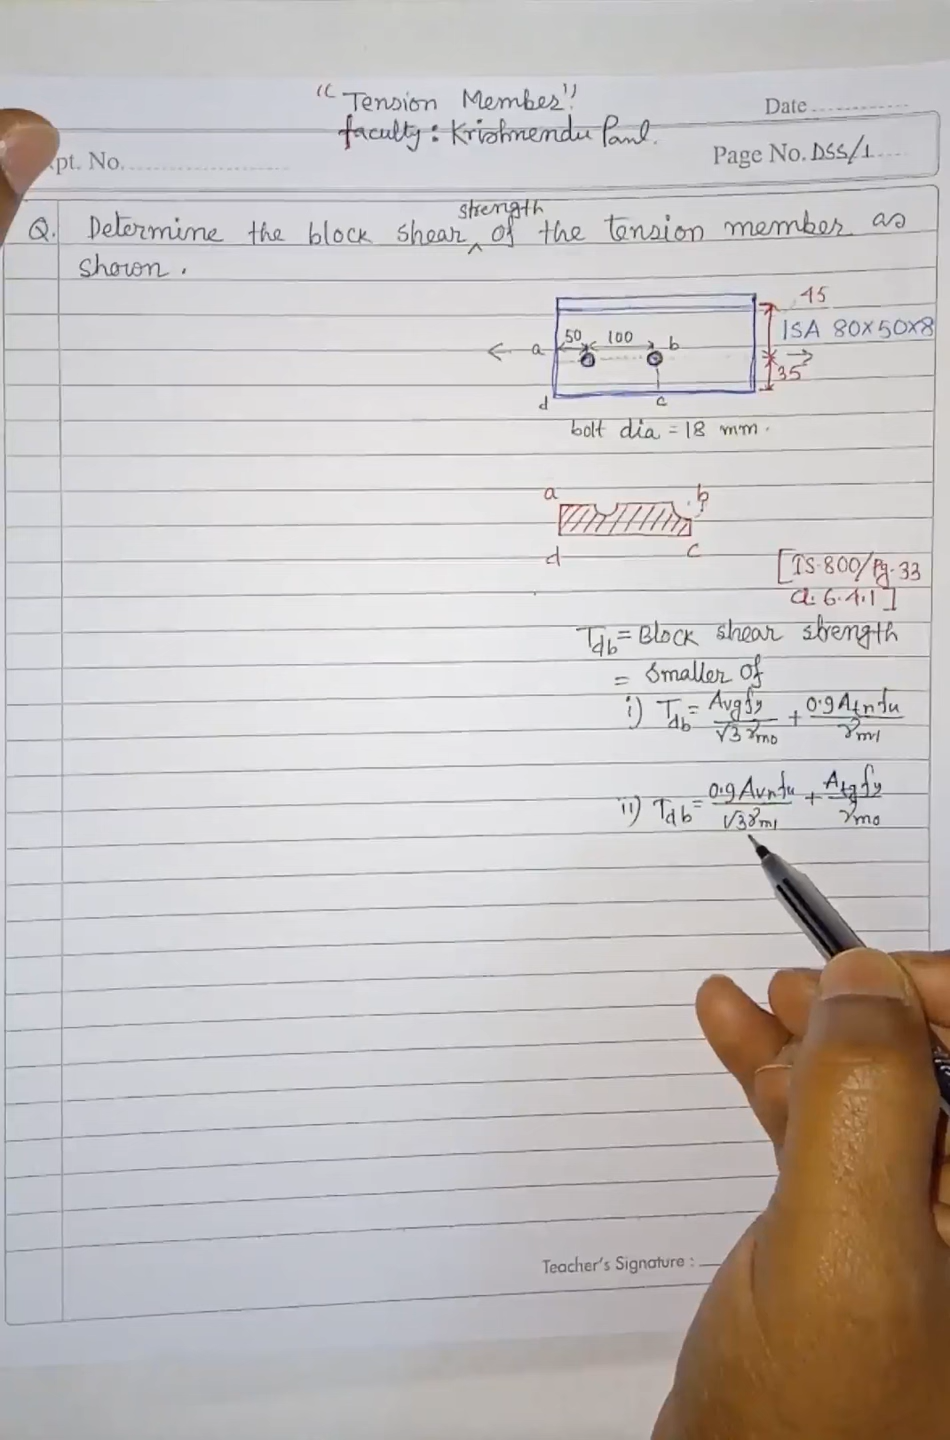 "Tension Member"
faculty: Krishnendu Paul.
Date
pt. No.
Page No. DSS/1
strength
Q. Determine the block shear ^ of the tension member as
shown.
45
50 100 b
ISA 80X50X8
a
35
d c
bolt dia = 18 mm.
a b
d c
[IS-800/Pg.33
Cl. 6.4.1]
Tdb = Block shear strength
= Smaller of
i) Tdb = Avg fy / √3 γm0 + 0.9 Atn fu / γm1
ii) Tdb = 0.9 Avn fu / √3 γm1 + Atg fy / γm0
Teacher's Signature :